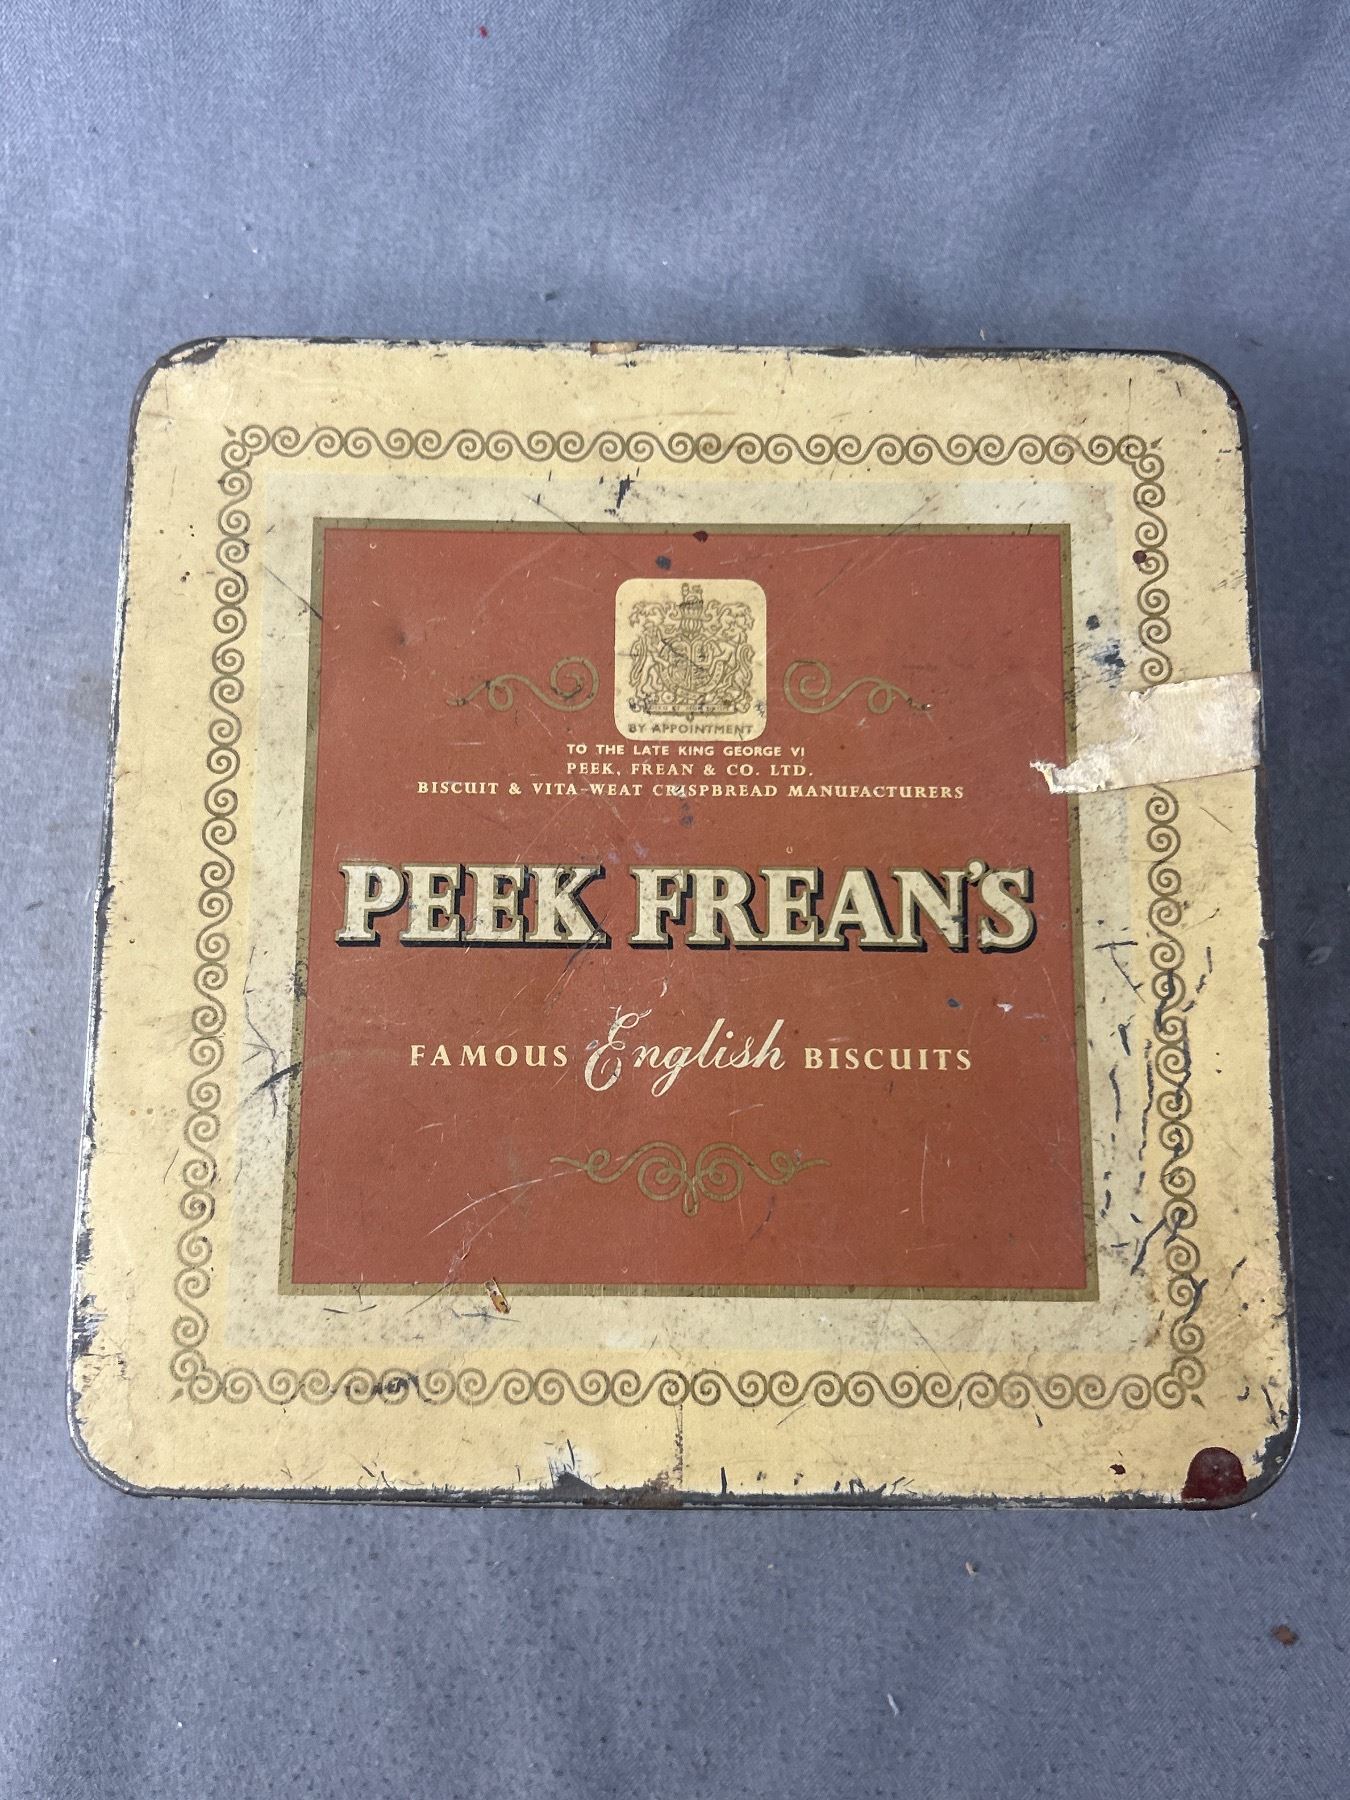 BY APPOINTMENT
TO THE LATE KING GEORGE VI
PEEK, FREAN & CO. LTD.
BISCUIT & VITA-WEAT CRISPBREAD MANUFACTURERS
PEEK FREAN'S
FAMOUS English BISCUITS